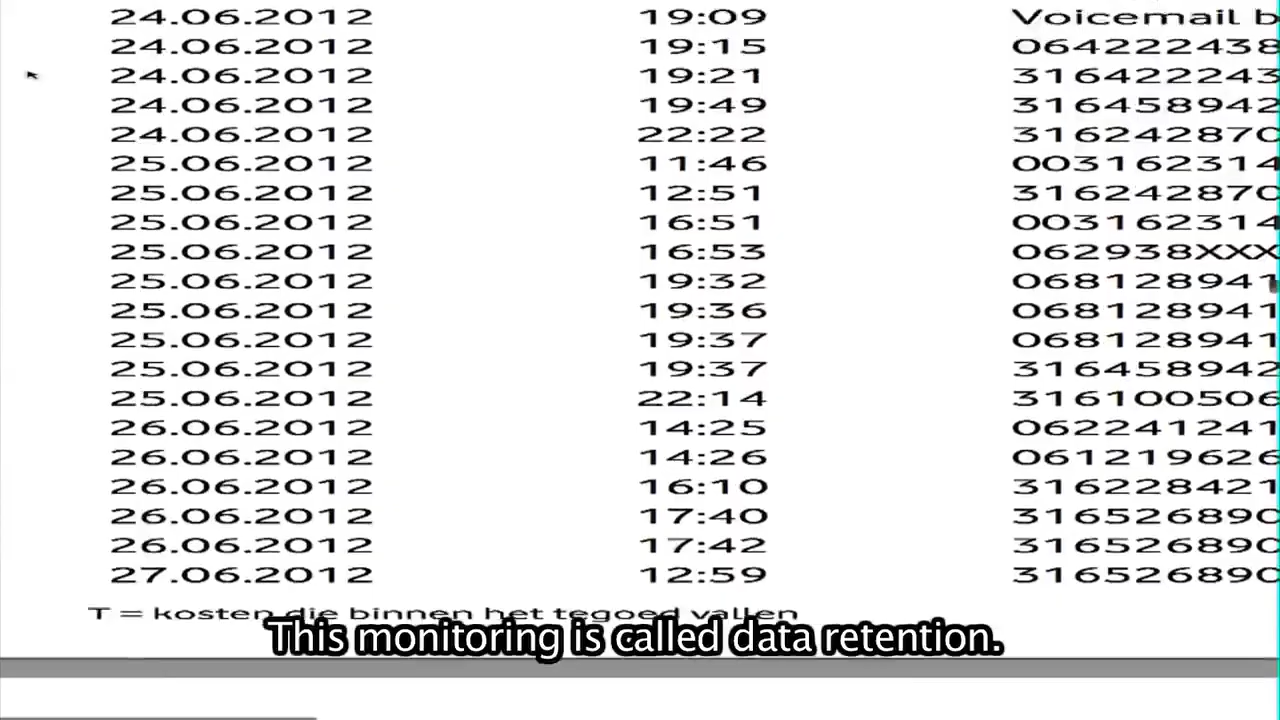 24.06.2012 19:09 Voicemail b
24.06.2012 19:15 064222438
24.06.2012 19:21 316422243
24.06.2012 19:49 316458942
24.06.2012 22:22 316242870
25.06.2012 11:46 003162314
25.06.2012 12:51 316242870
25.06.2012 16:51 003162314
25.06.2012 16:53 062938XXX
25.06.2012 19:32 068128941
25.06.2012 19:36 068128941
25.06.2012 19:37 068128941
25.06.2012 19:37 316458942
25.06.2012 22:14 316100506
26.06.2012 14:25 062241241
26.06.2012 14:26 061219626
26.06.2012 16:10 316228421
26.06.2012 17:40 316526890
26.06.2012 17:42 316526890
27.06.2012 12:59 316526890
T = kosten die binnen het tegoed vallen
This monitoring is called data retention.